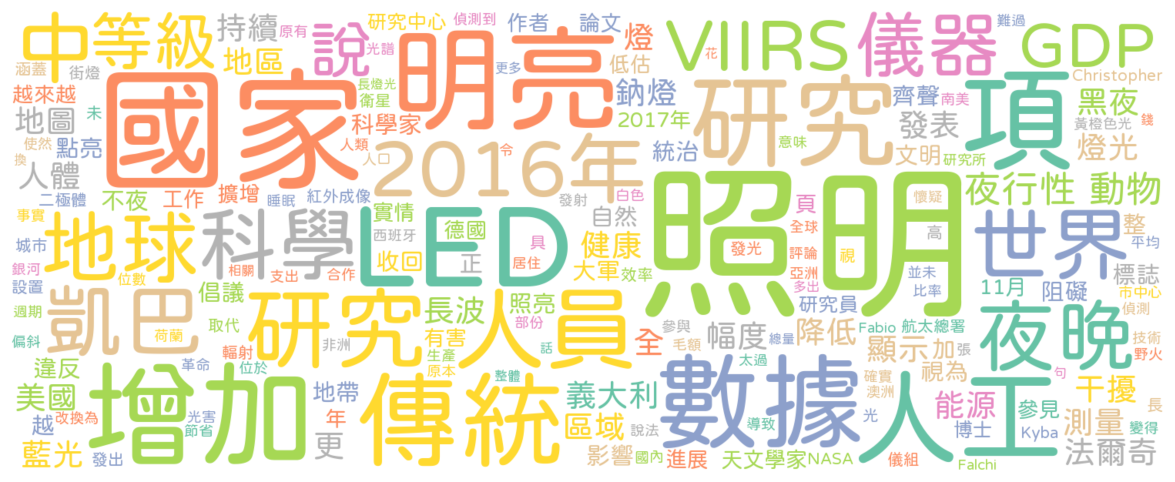 中等級
持續
說
原有
研究中心
偵測到
作者
論文
燈
VIIRS
儀器
難過
GDP
涵蓋
街燈
地區
光譜
明亮
更多
低估
Christopher
越來越
未
國家
長燈光
衛星
鈉燈
研究
齊聲
南美
項
黑夜
錢
地圖
科學家
2017年
發表
黃橙色光
使然
點亮
人類
2016年
令
統治
意味
文明
研究所
燈光
換
人體
人口
二極體
不夜
工作
擴增
睡眠
紅外成像
發射
白色
照明
懷疑
夜行性
動物
事實
地球
科學
實情
LED
自然
頁
高
世界
整
城市
西班牙
德國
具
健康
發光
全球
評論
視
平均
銀河
位數
相關
支出
合作
收回
正
居住
大軍
效率
亞洲
多出
並未
比率
標誌
設置
凱巴
倡議
研究人員
長波
照亮
研究員
11月
阻礙
市中心
偵測
週期
取代
荷蘭
部份
參與
毛額
幅度
總量
降低
Fabio
航太總署
夜晚
技術
偏斜
輻射
非洲
有害
話
全
太過
顯示
加
張
野火
違反
革命
位於
生產
原本
整體
數據
確實
澳洲
視為
人工
句
干擾
美國
增加
地帶
傳統
義大利
光
能源
參見
長
改換為
光害
節省
年
區域
說法
導致
博士
Kyba
測量
變得
越
藍光
發出
更
影響
國內
進展
天文學家
NASA
儀組
Falchi
法爾奇
花